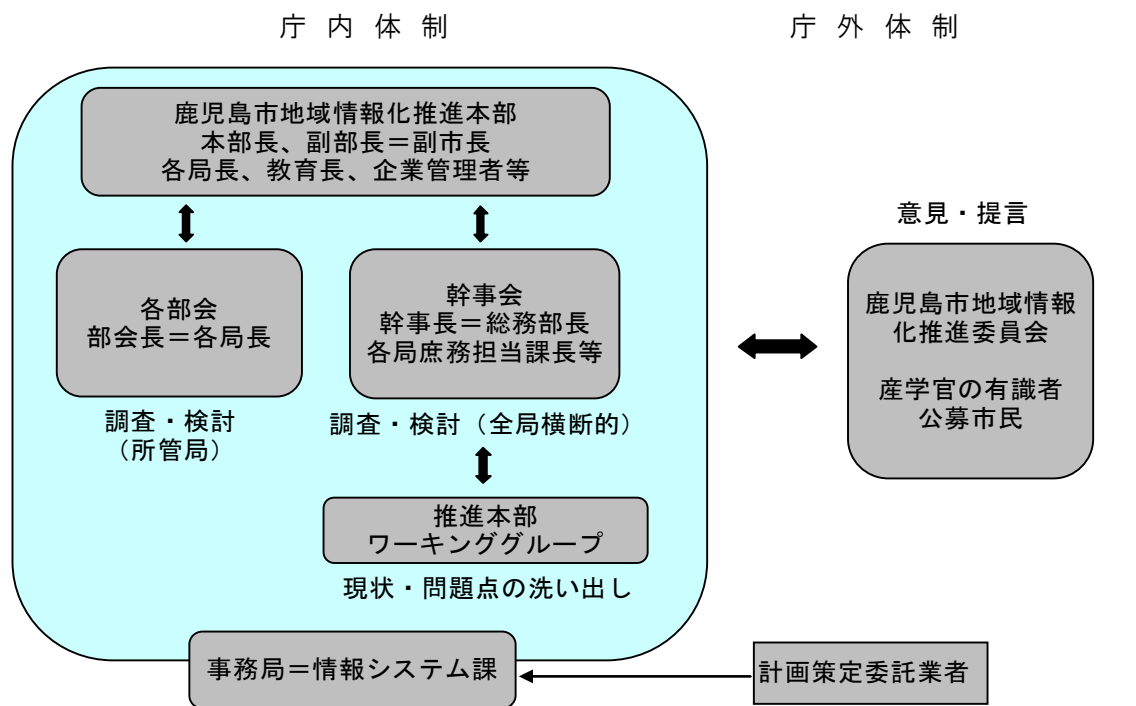 庁内体制
庁外体制
鹿児島市地域情報化推進本部
本部長、副部長＝副市長
各局長、教育長、企業管理者等
各部会
部会長＝各局長
調査・検討
（所管局）
幹事会
幹事長＝総務部長
各局庶務担当課長等
調査・検討（全局横断的）
推進本部
ワーキンググループ
現状・問題点の洗い出し
事務局＝情報システム課
意見・提言
鹿児島市地域情報
化推進委員会
産学官の有識者
公募市民
計画策定委託業者